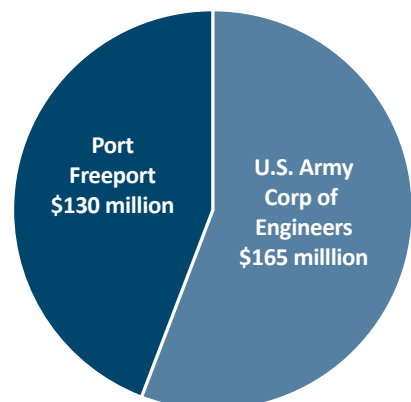 Port
Freeport
$130 million
U.S. Army
Corp of
Engineers
$165 milllion